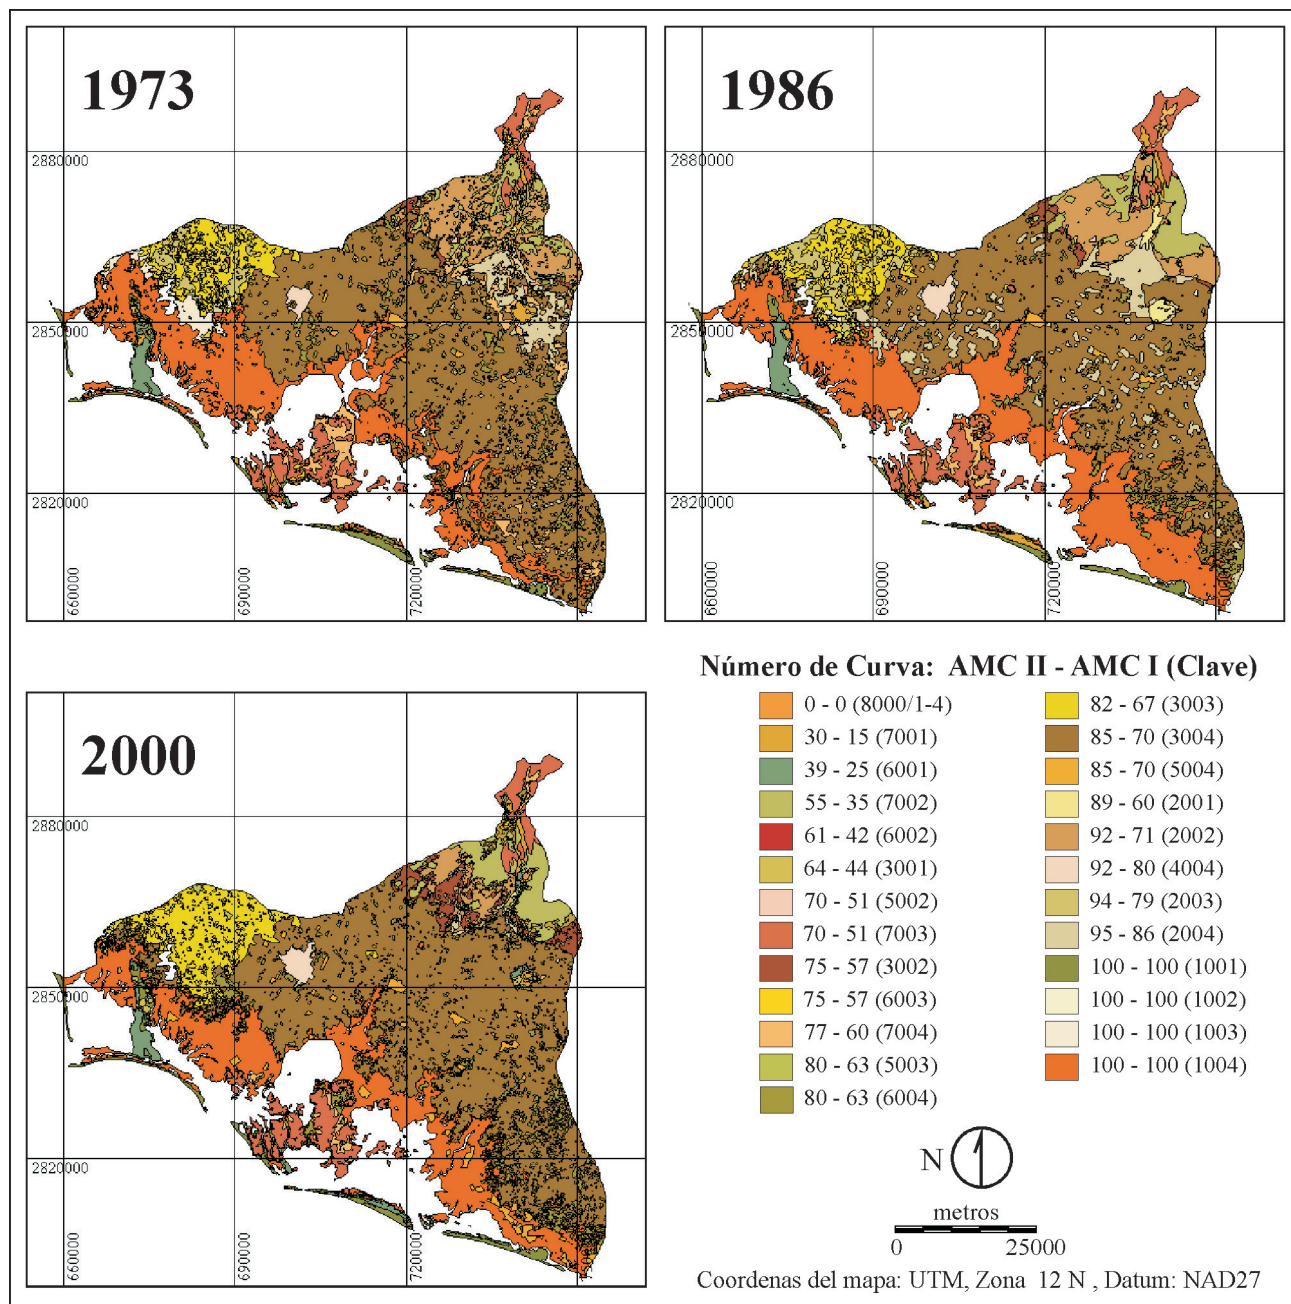 1973
2880000
2850000
2820000
660000
690000
720000
750000
1986
2880000
2850000
2820000
660000
690000
720000
750000
2000
2880000
2850000
2820000
660000
690000
720000
750000
Número de Curva: AMC II - AMC I (Clave)
0 - 0 (8000/1-4)
30 - 15 (7001)
39 - 25 (6001)
55 - 35 (7002)
61 - 42 (6002)
64 - 44 (3001)
70 - 51 (5002)
70 - 51 (7003)
75 - 57 (3002)
75 - 57 (6003)
77 - 60 (7004)
80 - 63 (5003)
80 - 63 (6004)
82 - 67 (3003)
85 - 70 (3004)
85 - 70 (5004)
89 - 60 (2001)
92 - 71 (2002)
92 - 80 (4004)
94 - 79 (2003)
95 - 86 (2004)
100 - 100 (1001)
100 - 100 (1002)
100 - 100 (1003)
100 - 100 (1004)
N
metros
0 25000
Coordenas del mapa: UTM, Zona 12 N , Datum: NAD27